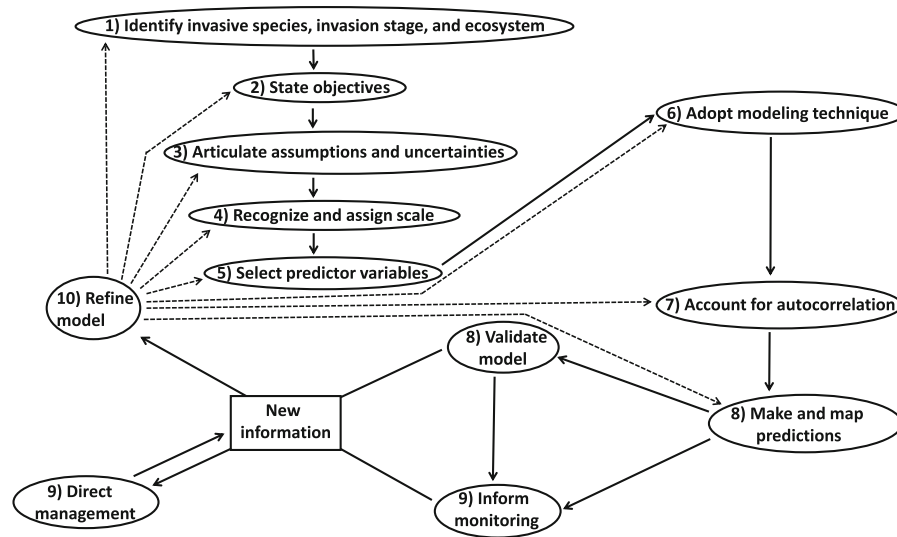 1) Identify invasive species, invasion stage, and ecosystem
2) State objectives
3) Articulate assumptions and uncertainties
4) Recognize and assign scale
5) Select predictor variables
6) Adopt modeling technique
7) Account for autocorrelation
10) Refine
model
8) Validate
model
8) Make and map
predictions
New
information
9) Direct
management
9) Inform
monitoring